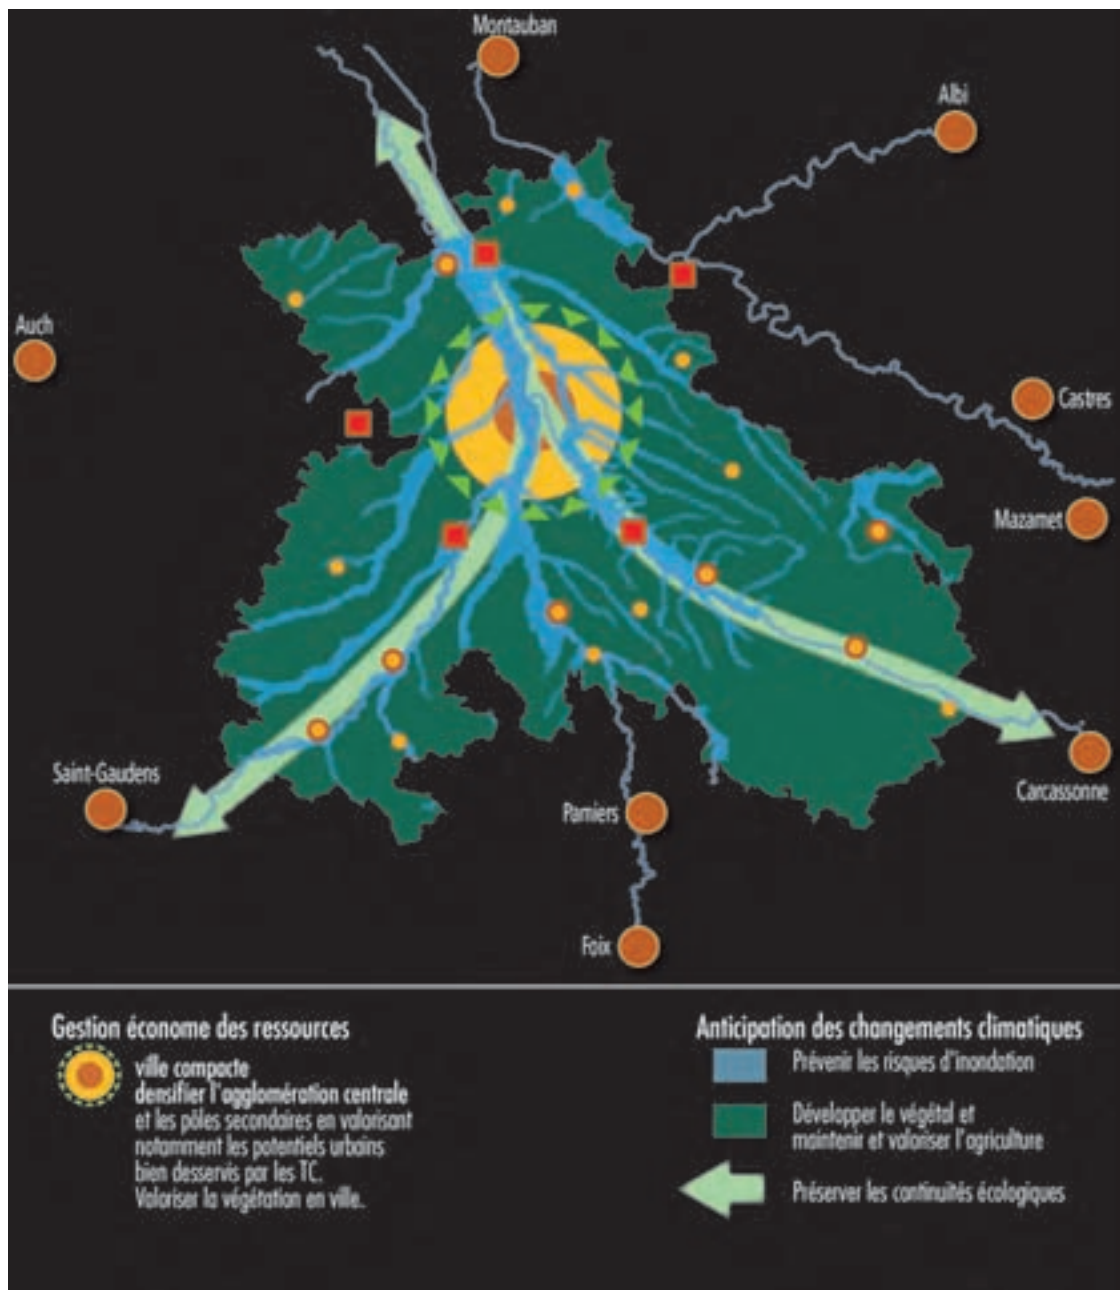 Montauban
Albi
Auch
Castres
Mazamet
Saint-Gaudens
Carcassonne
Pamiers
Foix
Gestion économe des ressources
ville compacte
densifier l'agglomération centrale
et les pôles secondaires en valorisant
notamment les potentiels urbains
bien desservis par les TC.
Valoriser la végétation en ville.
Anticipation des changements climatiques
Prévenir les risques d'inondation
Développer le végétal et
maintenir et valoriser l'agriculture
Préserver les continuités écologiques